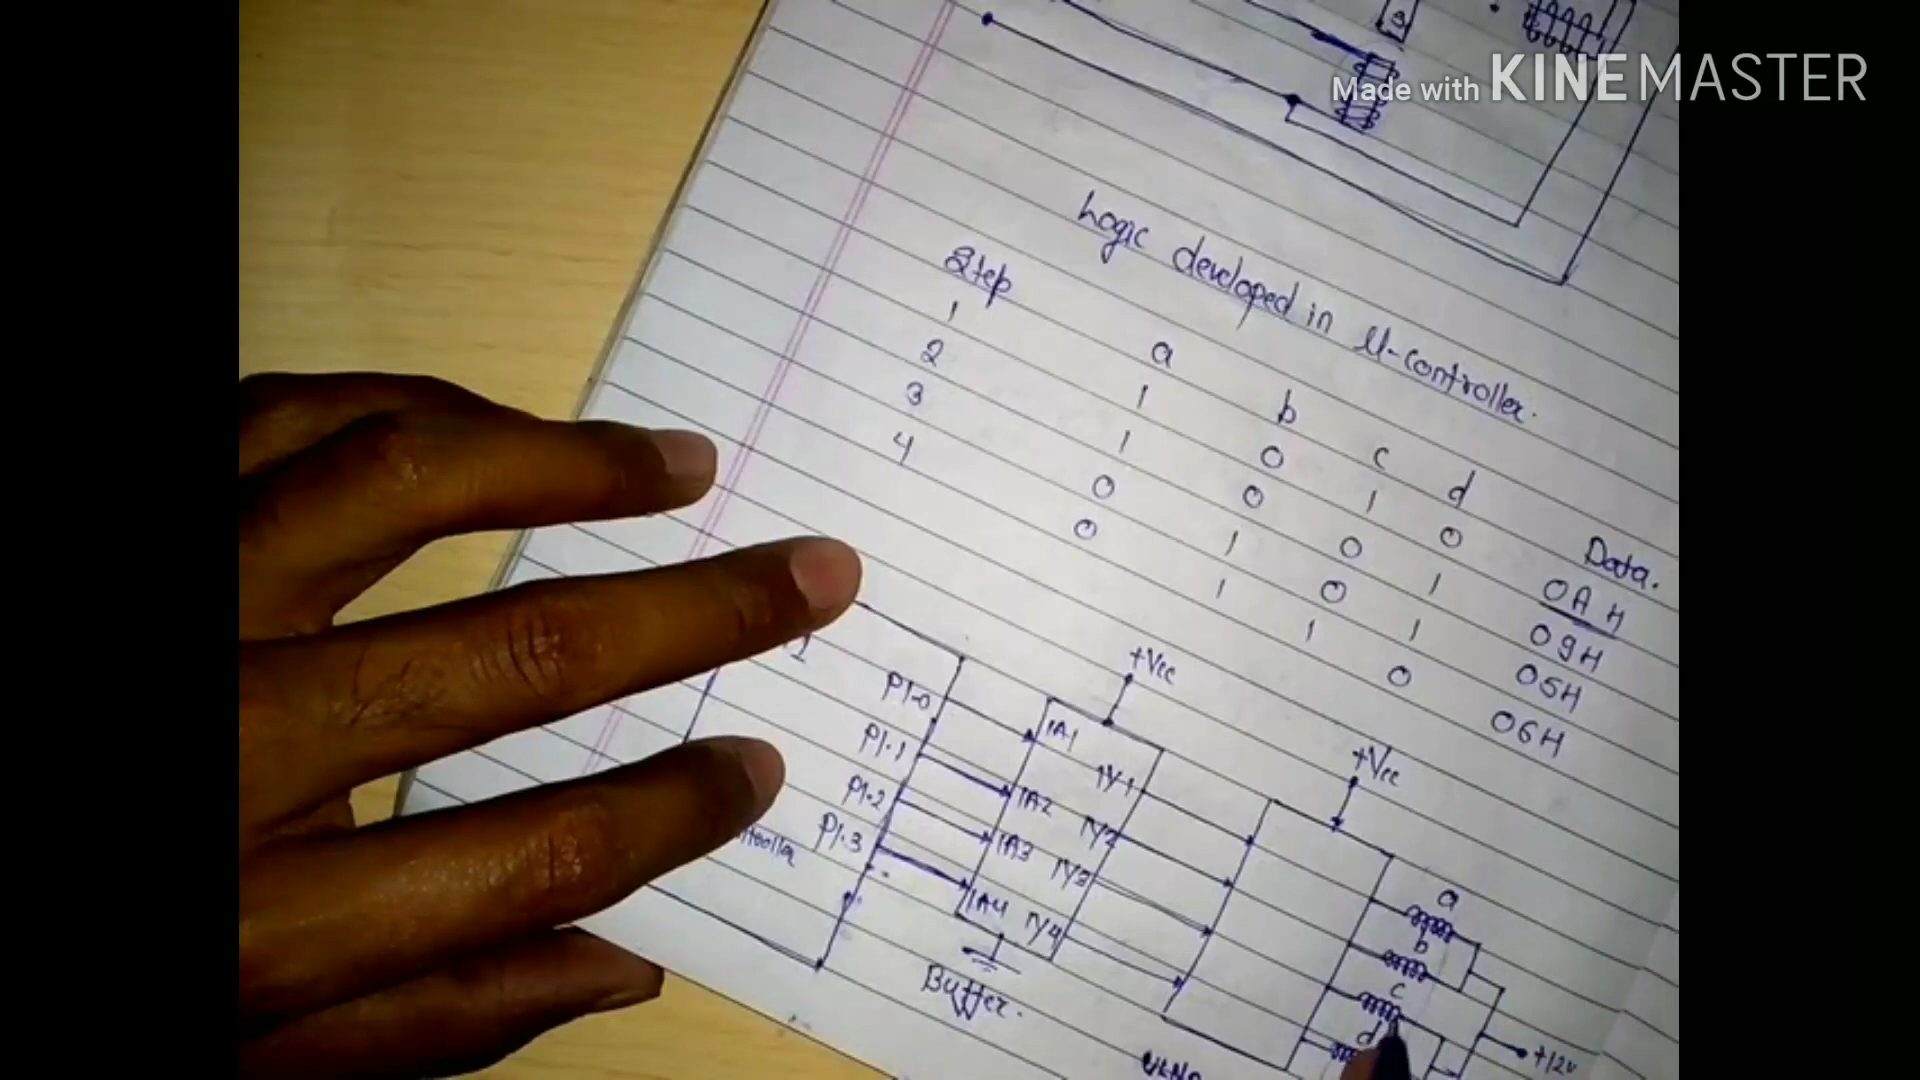 Made with KINEMASTER
Logic developed in μ-controller.
Step a b c d Data.
1 1 0 1 0 0AH
2 1 0 0 1 09H
3 0 1 0 1 05H
4 0 1 1 0 06H
+Vcc
P1.0 1A1 1Y1
P1.1 1A2 1Y2
P1.2 1A3 1Y3
P1.3 1A4 1Y4
Buffer.
+Vcc
a
b
c
d
+12V